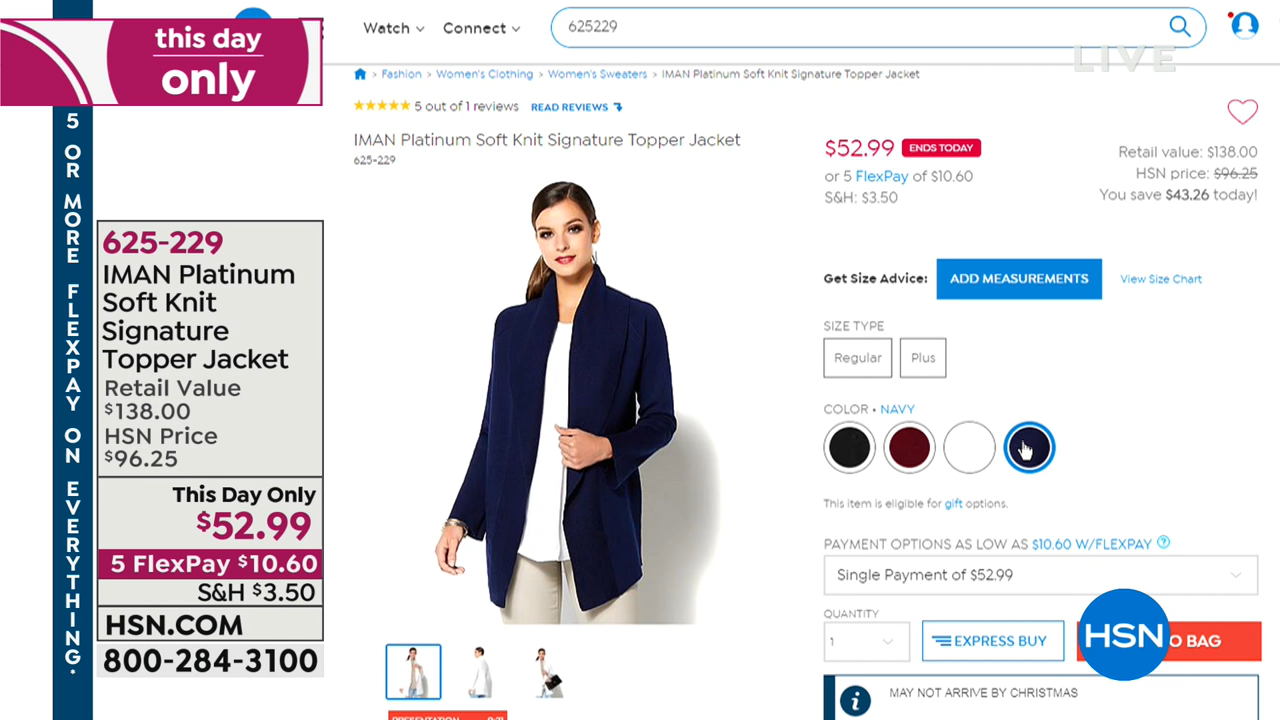 this day
only
5 OR MORE FLEXPAY ON EVERYTHING.
625-229
IMAN Platinum
Soft Knit
Signature
Topper Jacket
Retail Value
$138.00
HSN Price
$96.25
This Day Only
$52.99
5 FlexPay $10.60
S&H $3.50
HSN.COM
800-284-3100
Watch
Connect
625229
LIVE
> Fashion > Women's Clothing > Women's Sweaters > IMAN Platinum Soft Knit Signature Topper Jacket
5 out of 1 reviews READ REVIEWS
IMAN Platinum Soft Knit Signature Topper Jacket
625-229
$52.99 ENDS TODAY
or 5 FlexPay of $10.60
S&H: $3.50
Retail value: $138.00
HSN price: $96.25
You save $43.26 today!
Get Size Advice: ADD MEASUREMENTS View Size Chart
SIZE TYPE
Regular Plus
COLOR • NAVY
This item is eligible for gift options.
PAYMENT OPTIONS AS LOW AS $10.60 W/FLEXPAY ?
Single Payment of $52.99
QUANTITY
1
EXPRESS BUY
HSN
O BAG
i MAY NOT ARRIVE BY CHRISTMAS